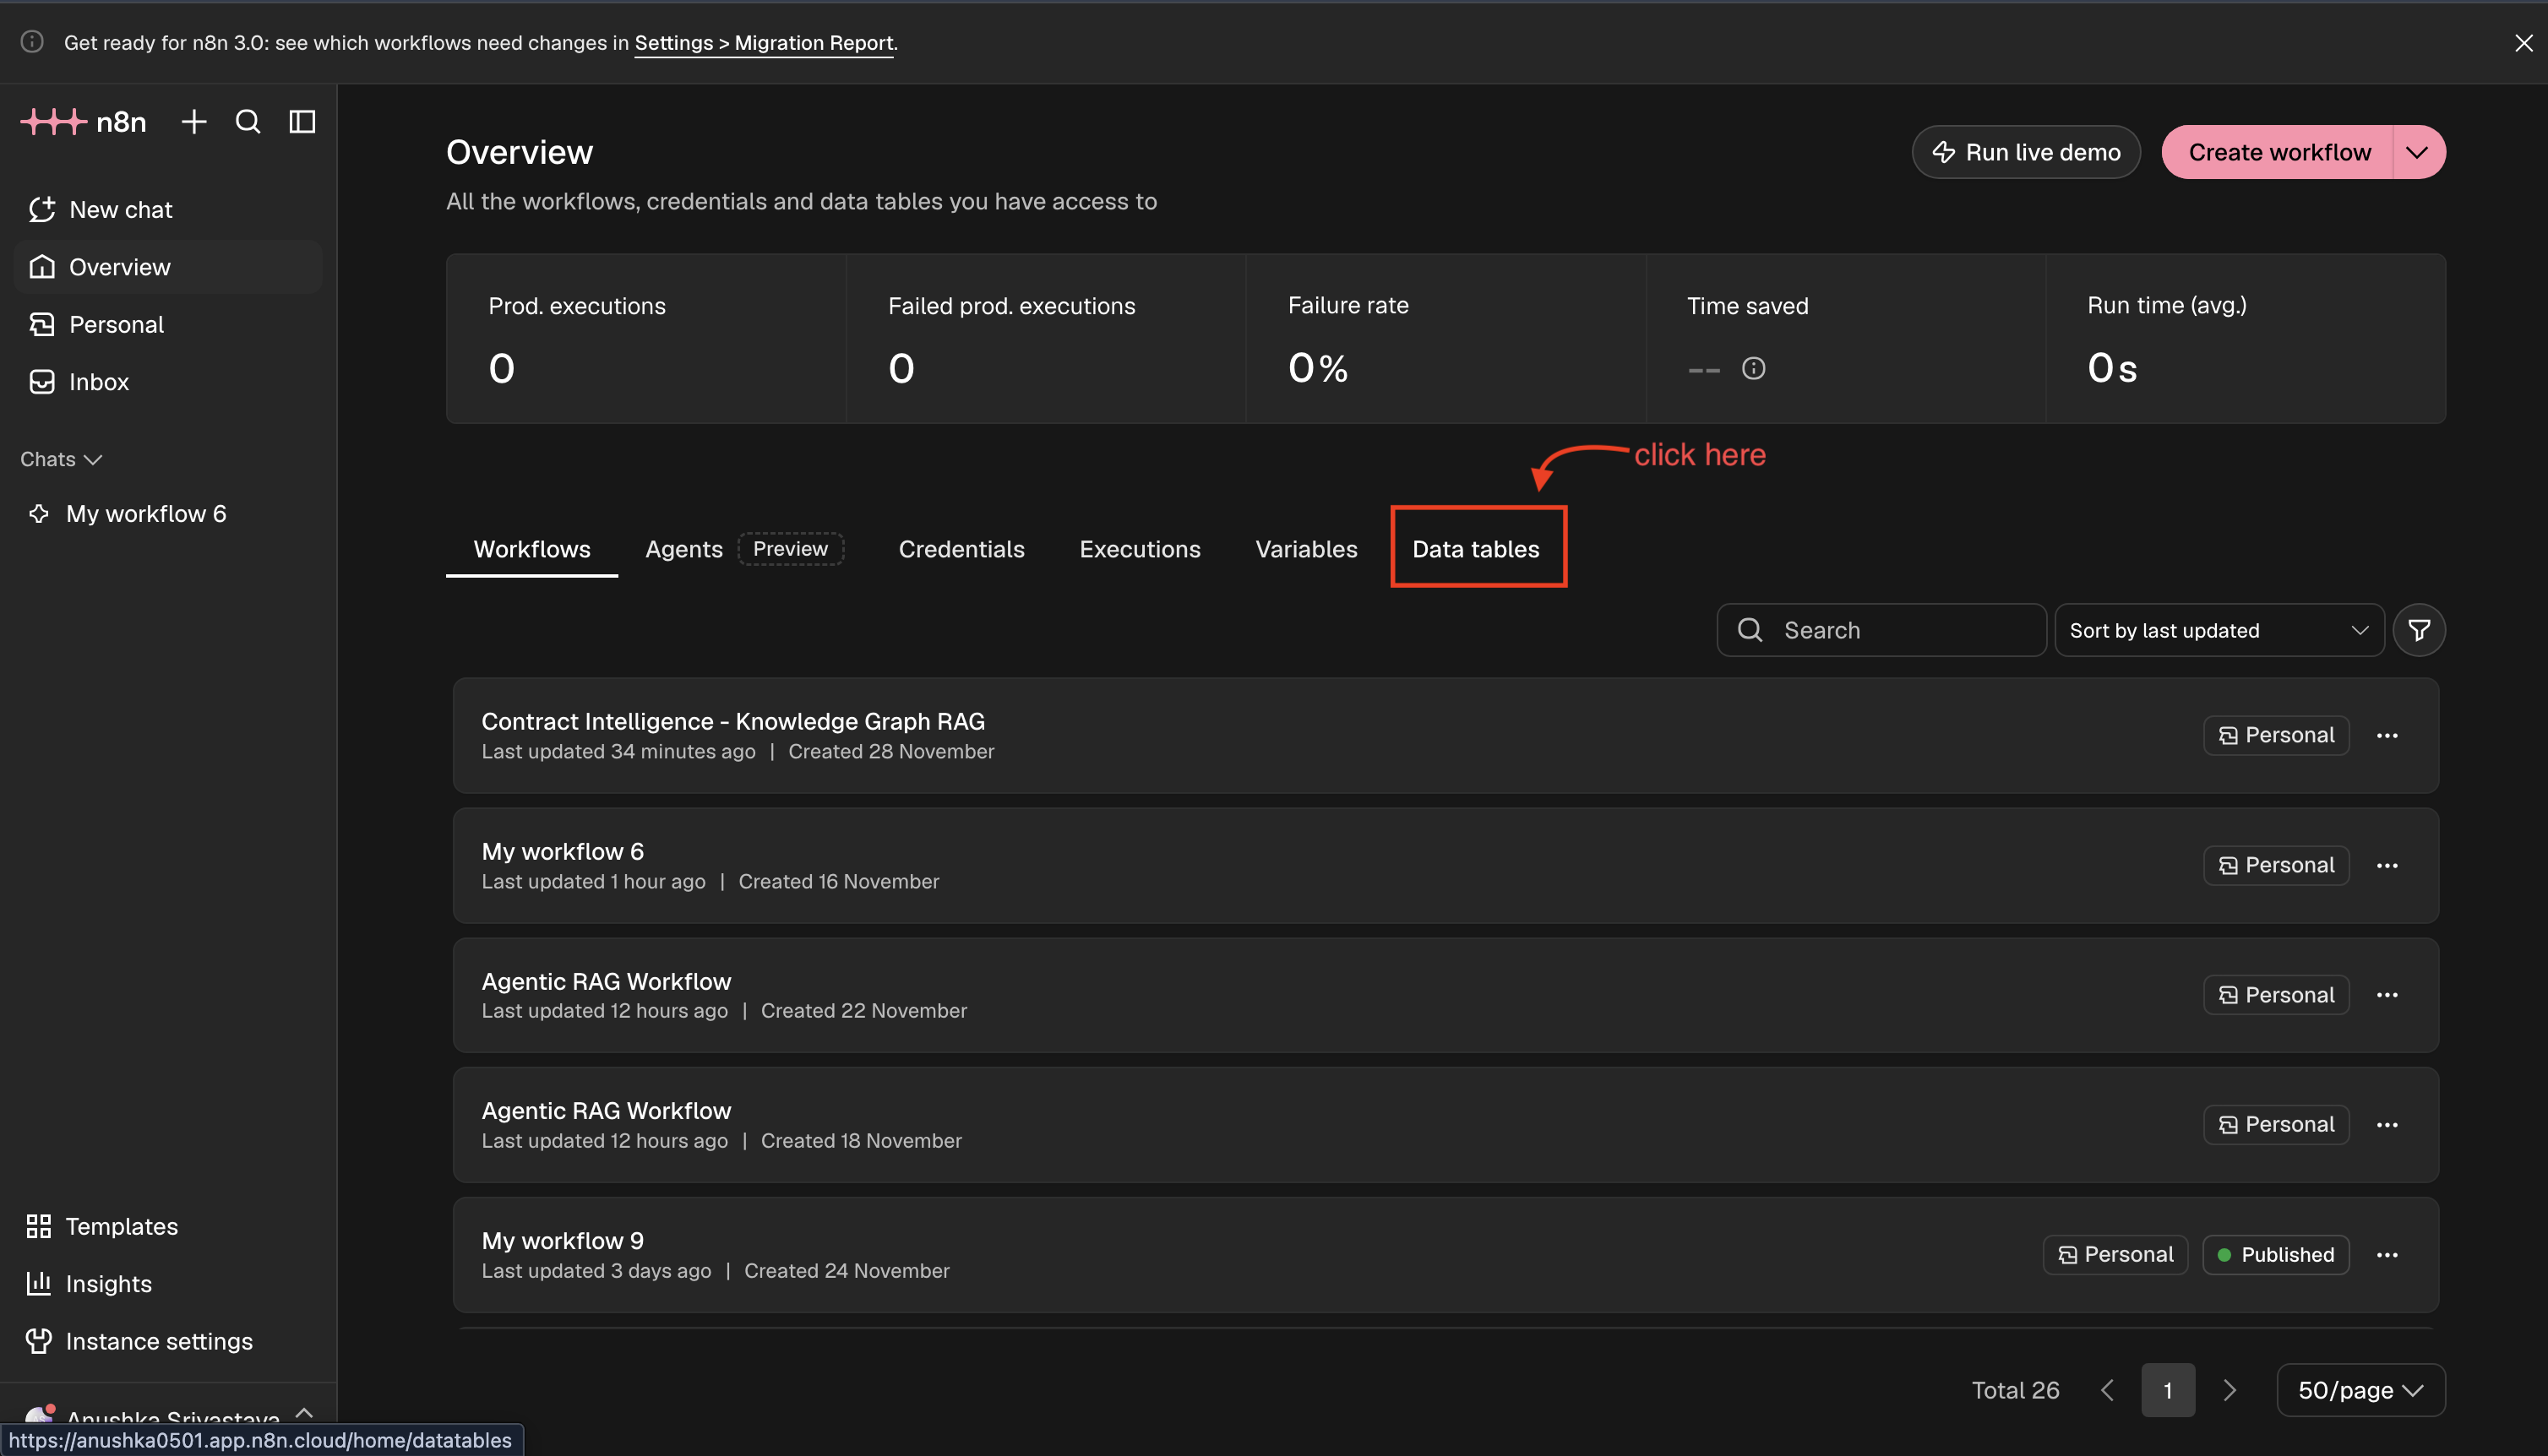 Get ready for n8n 3.0: see which workflows need changes in Settings > Migration Report.
n8n
New chat
Overview
Personal
Inbox
Chats
My workflow 6
Templates
Insights
Instance settings
Anushka Srivastava
https://anushka0501.app.n8n.cloud/home/datatables
Overview
Run live demo
Create workflow
All the workflows, credentials and data tables you have access to
Prod. executions
0
Failed prod. executions
0
Failure rate
0%
Time saved
--
Run time (avg.)
0s
click here
Workflows
Agents
Preview
Credentials
Executions
Variables
Data tables
Search
Sort by last updated
Contract Intelligence - Knowledge Graph RAG
Last updated 34 minutes ago | Created 28 November
Personal
My workflow 6
Last updated 1 hour ago | Created 16 November
Personal
Agentic RAG Workflow
Last updated 12 hours ago | Created 22 November
Personal
Agentic RAG Workflow
Last updated 12 hours ago | Created 18 November
Personal
My workflow 9
Last updated 3 days ago | Created 24 November
Personal
Published
Total 26
1
50/page